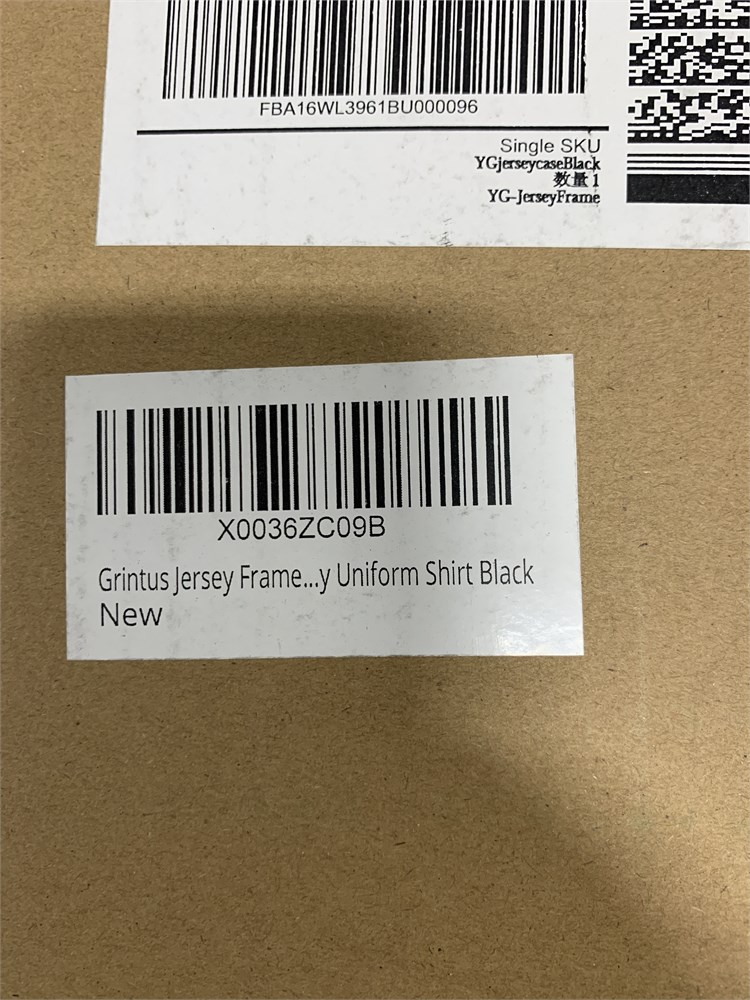 FBA16WL3961BU000096
Single SKU
YGjerseycaseBlack
数量 1
YG-JerseyFrame
X0036ZC09B
Grintus Jersey Frame...y Uniform Shirt Black
New